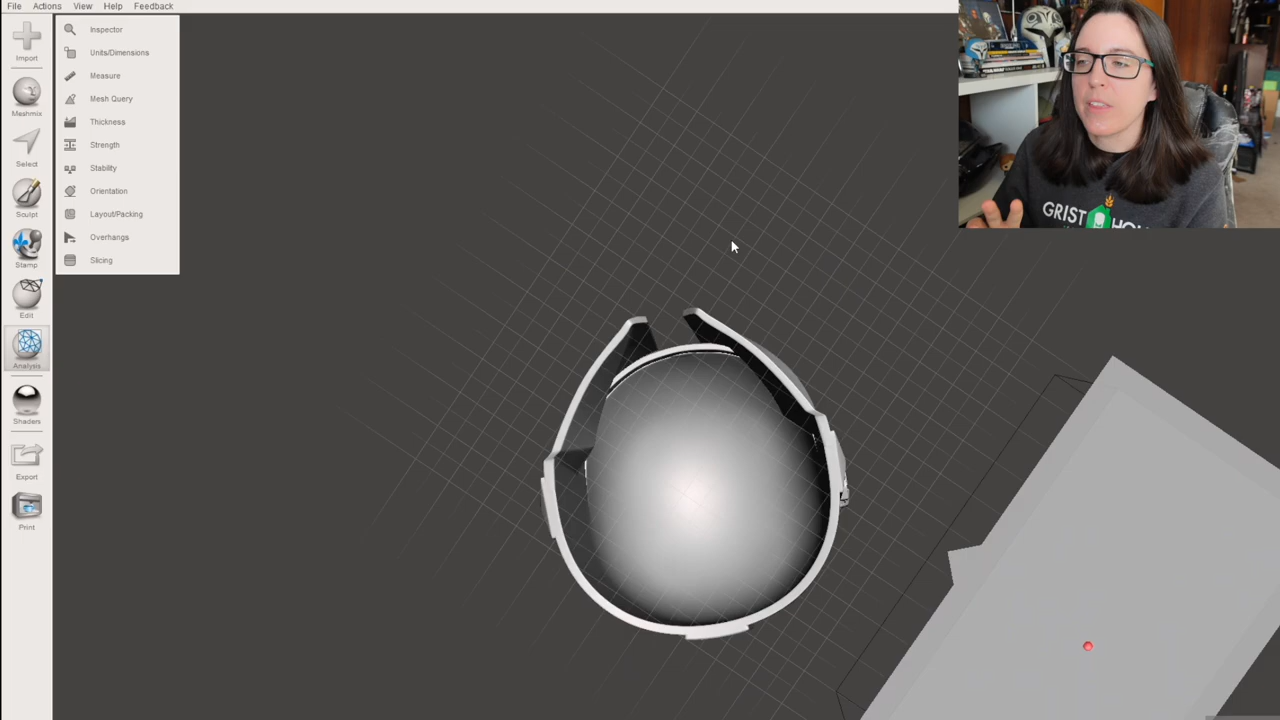 File Actions View Help Feedback
Import
Meshmix
Select
Sculpt
Stamp
Edit
Analysis
Shaders
Export
Print
Inspector
Units/Dimensions
Measure
Mesh Query
Thickness
Strength
Stability
Orientation
Layout/Packing
Overhangs
Slicing
GRIST HOU